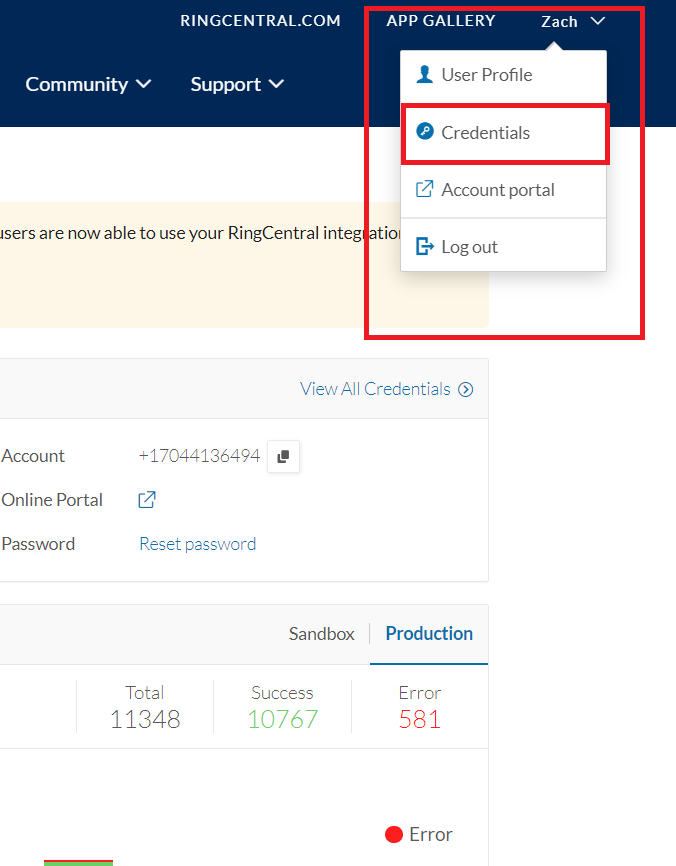 RINGCENTRAL.COM APP GALLERY Zach
Community Support
User Profile
Credentials
Account portal
Log out
users are now able to use your RingCentral integration
View All Credentials
Account +17044136494
Online Portal
Password Reset password
Sandbox Production
Total Success Error
11348 10767 581
Error